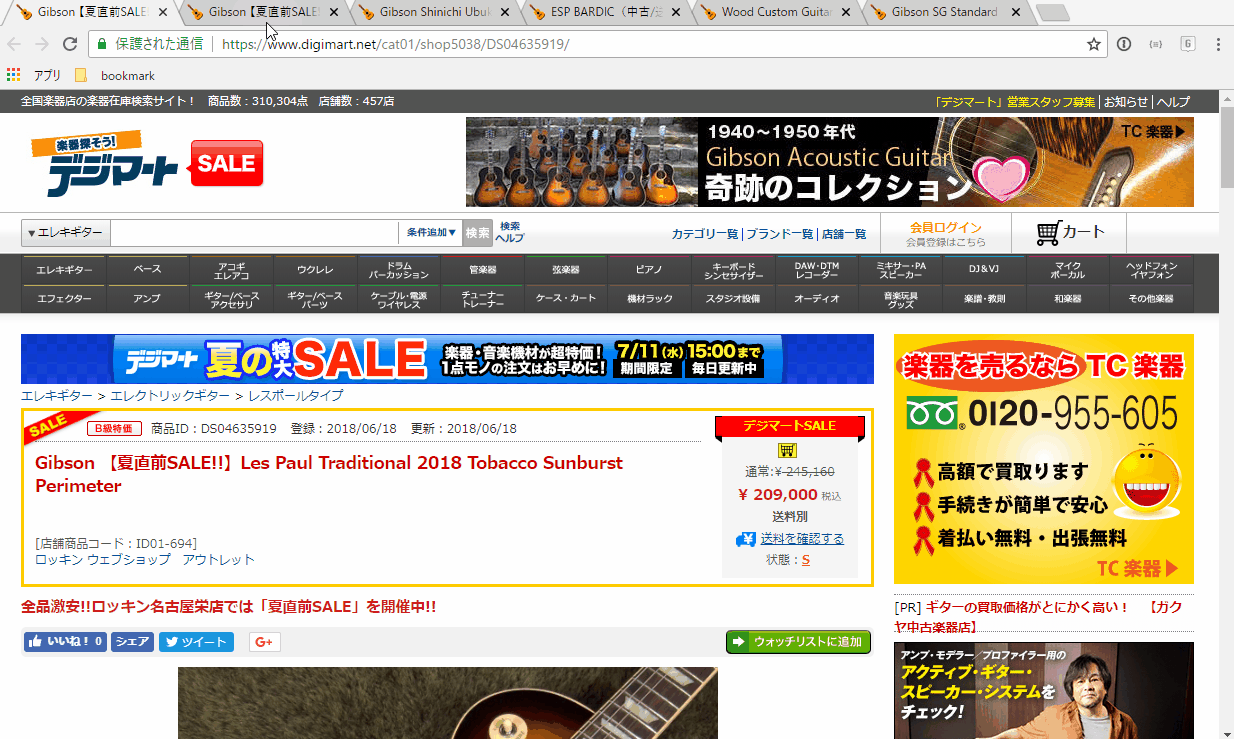 Gibson 【夏直前SALE
Gibson 【夏直前SALE!
Gibson Shinichi Ubuk
ESP BARDIC（中古/送
Wood Custom Guitar
Gibson SG Standard
保護された通信 https://www.digimart.net/cat01/shop5038/DS04635919/
アプリ bookmark
全国楽器店の楽器在庫検索サイト！ 商品数：310,304点 店舗数：457店
「デジマート」営業スタッフ募集 お知らせ ヘルプ
楽器探そう!
デジマート
SALE
1940～1950 年代
TC 楽器▶
Gibson Acoustic Guitar
奇跡のコレクション
▼エレキギター
条件追加▼
検索
検索
ヘルプ
カテゴリ一覧 ブランド一覧 店舗一覧
会員ログイン
会員登録はこちら
カート
エレキギター
ベース
アコギ
エレアコ
ウクレレ
ドラム
パーカッション
管楽器
弦楽器
ピアノ
キーボード
シンセサイザー
DAW・DTM
レコーダー
ミキサー・PA
スピーカー
DJ＆VJ
マイク
ボーカル
ヘッドフォン
イヤフォン
エフェクター
アンプ
ギター/ベース
アクセサリ
ギター/ベース
パーツ
ケーブル・電源
ワイヤレス
チューナー
トレーナー
ケース・カート
機材ラック
スタジオ設備
オーディオ
音楽玩具
グッズ
楽譜・教則
和楽器
その他楽器
デジマート 夏の特大SALE
楽器・音楽機材が超特価！
1点モノの注文はお早めに！
7/11(水)15:00まで
期間限定 毎日更新中
エレキギター > エレクトリックギター > レスポールタイプ
SALE
B級特価 商品ID：DS04635919 登録：2018/06/18 更新：2018/06/18
Gibson 【夏直前SALE!!】Les Paul Traditional 2018 Tobacco Sunburst
Perimeter
[店舗商品コード：ID01-694]
ロッキン ウェブショップ アウトレット
デジマートSALE
通常:￥245,160
¥ 209,000 税込
送料別
送料を確認する
状態：S
全品激安!!ロッキン名古屋栄店では「夏直前SALE」を開催中!!
いいね！ 0
シェア
ツイート
G+
ウォッチリストに追加
楽器を売るなら TC 楽器
0120-955-605
高額で買取ります
手続きが簡単で安心
着払い無料・出張無料
TC 楽器▶
[PR] ギターの買取価格がとにかく高い！ 【ガク
ヤ中古楽器店】
アンプ・モデラー／プロファイラー用の
アクティブ・ギター・
スピーカー・システムを
チェック！